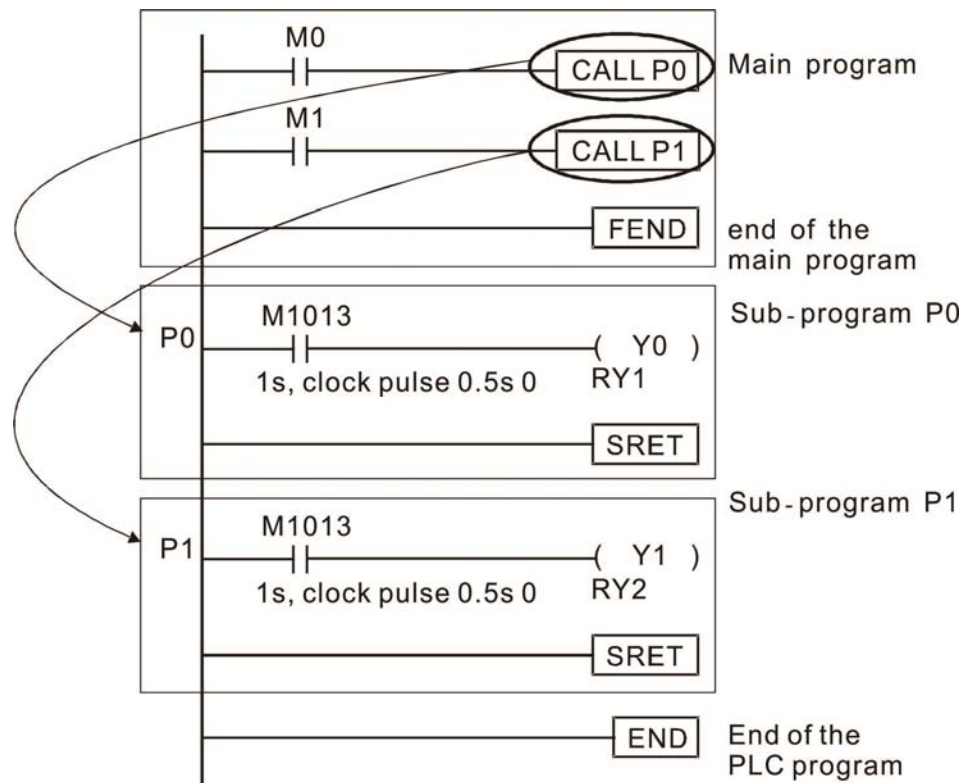 M0
CALL P0
Main program
M1
CALL P1
FEND
end of the
main program
Sub-program P0
P0
M1013
( Y0 )
1s, clock pulse 0.5s 0
RY1
SRET
Sub-program P1
P1
M1013
( Y1 )
1s, clock pulse 0.5s 0
RY2
SRET
END
End of the
PLC program